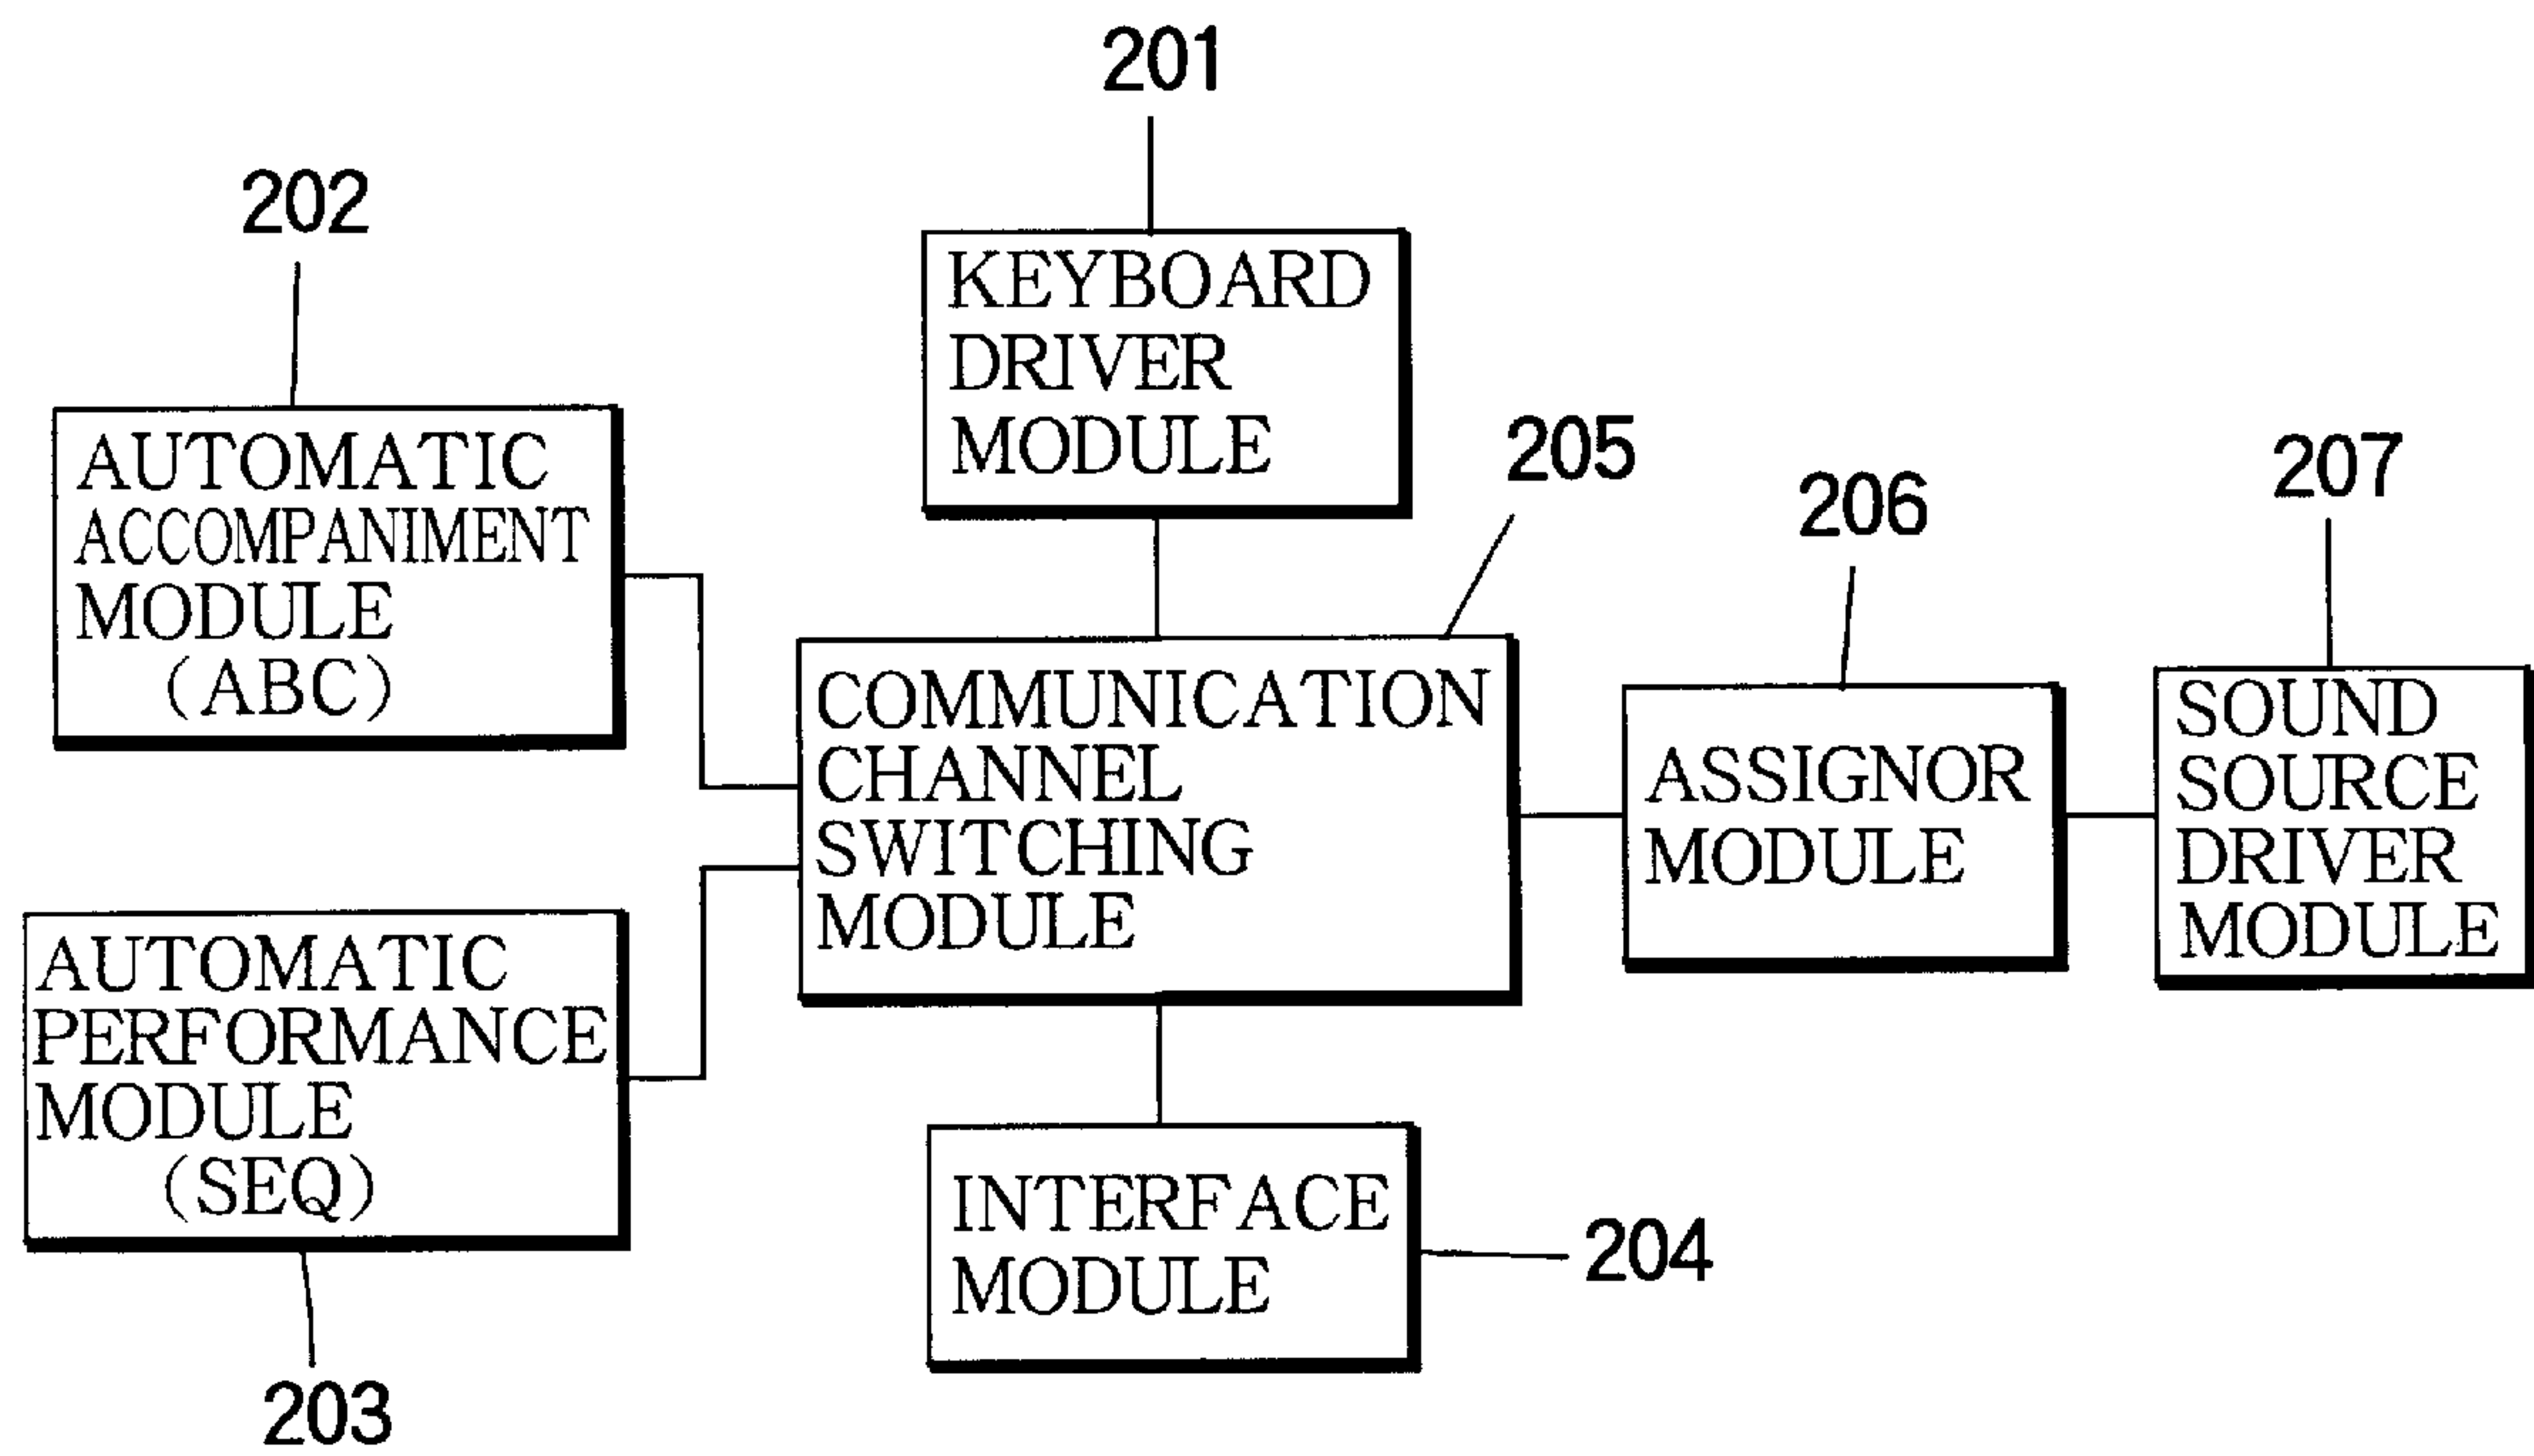 201
202
KEYBOARD
DRIVER
MODULE
205
206
207
AUTOMATIC
ACCOMPANIMENT
MODULE
(ABC)
COMMUNICATION
CHANNEL
SWITCHING
MODULE
ASSIGNOR
MODULE
SOUND
SOURCE
DRIVER
MODULE
AUTOMATIC
PERFORMANCE
MODULE
(SEQ)
203
INTERFACE
MODULE
204